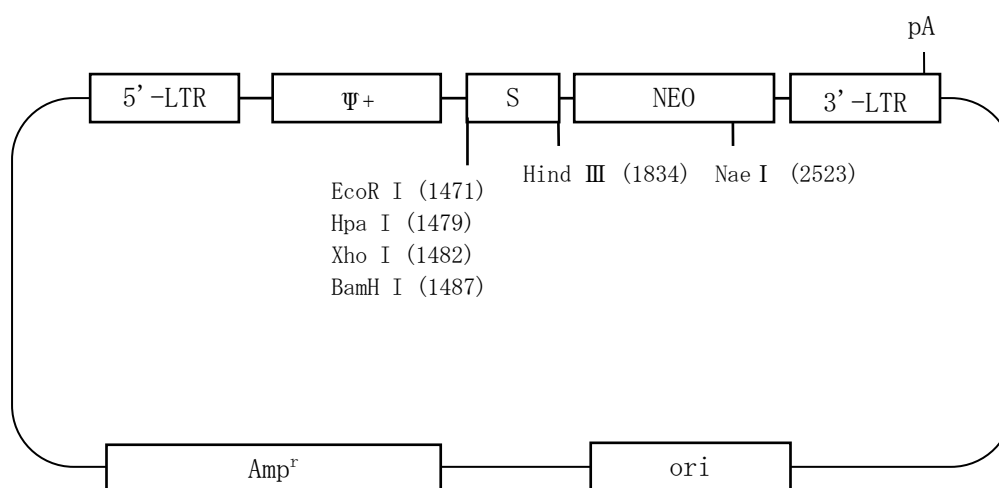 pA
5'-LTR
Ψ+
S
NEO
3'-LTR
Hind Ⅲ (1834)
Nae Ⅰ (2523)
EcoR Ⅰ (1471)
Hpa Ⅰ (1479)
Xho Ⅰ (1482)
BamH Ⅰ (1487)
Ampʳ
ori